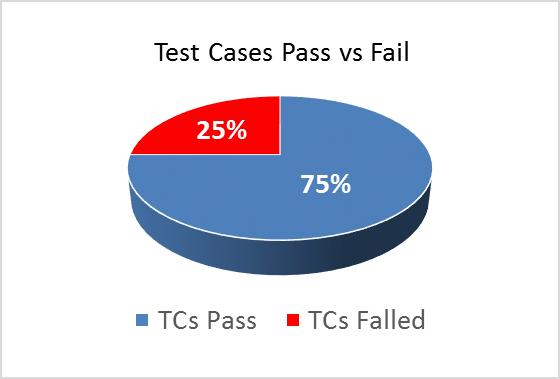 Test Cases Pass vs Fail
25%
75%
TCs Pass
TCs Falled